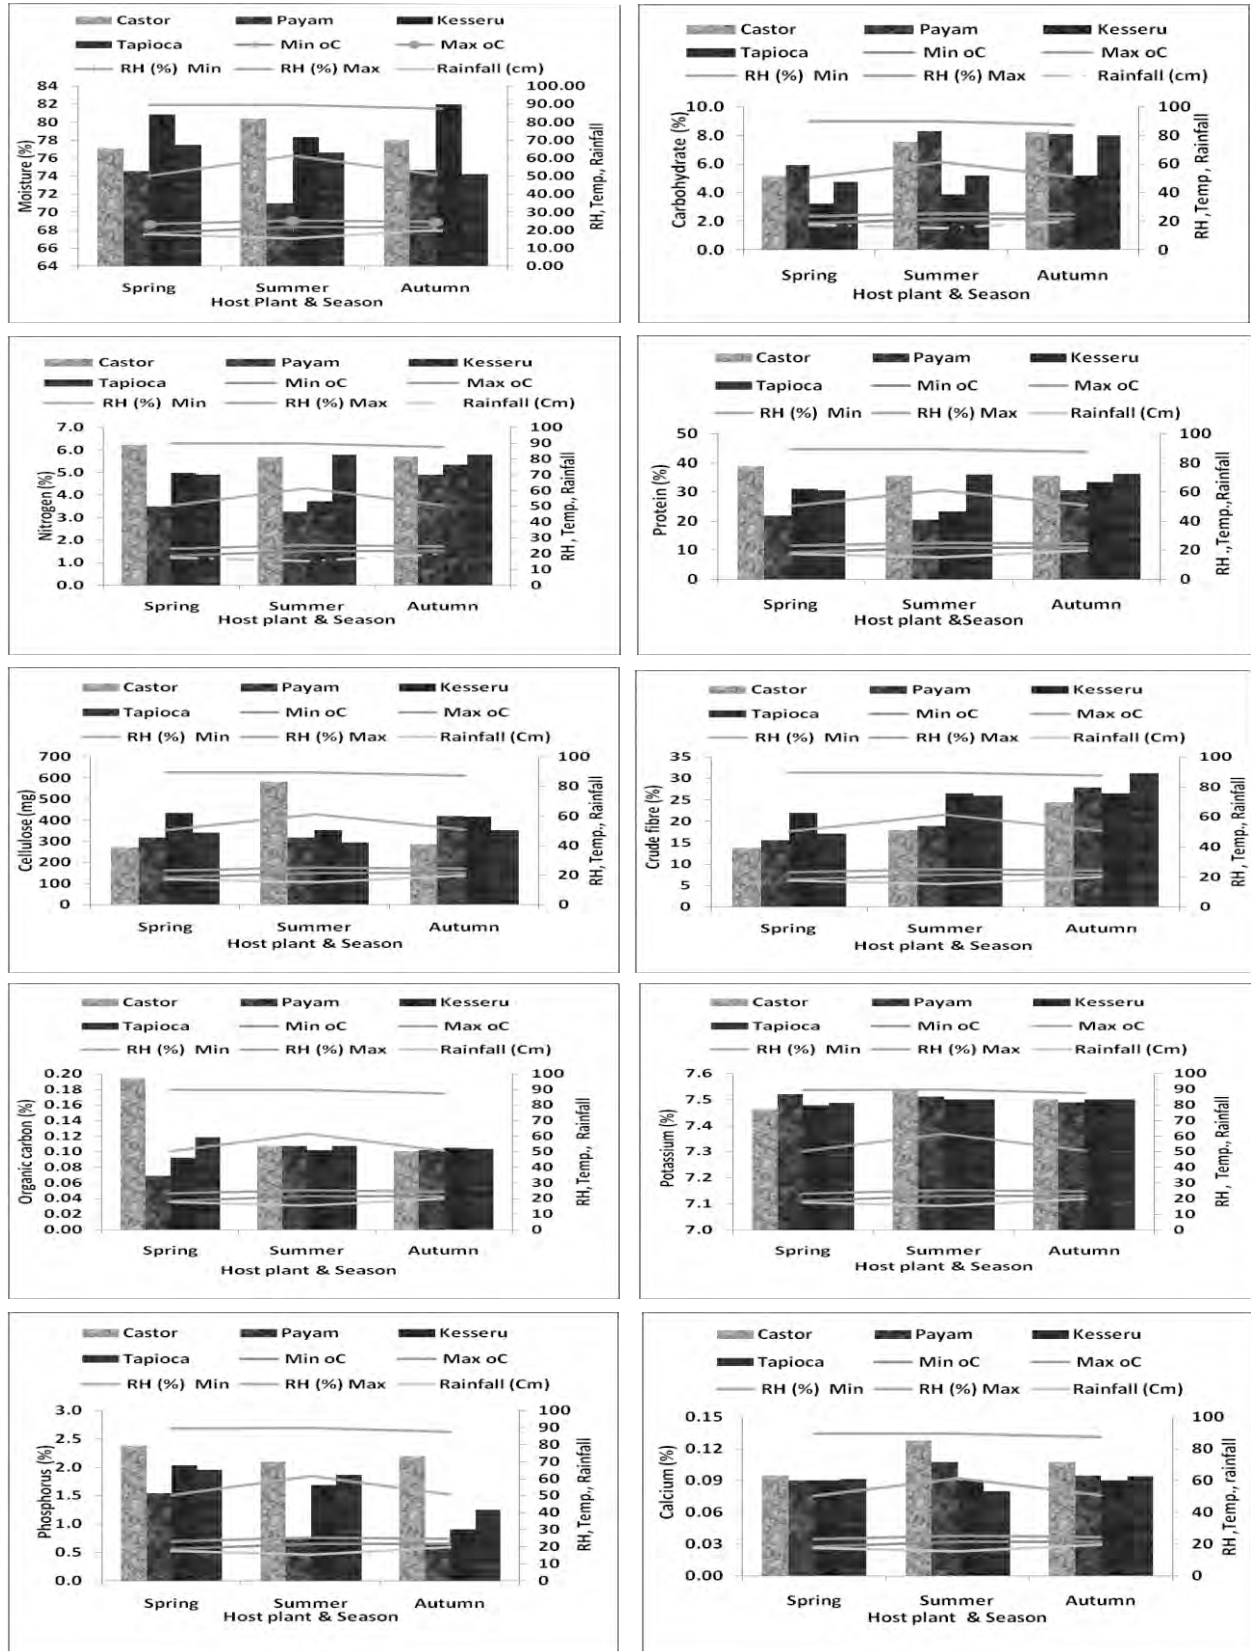 Castor Payam Kesseru
Tapioca Min oC Max oC
RH (%) Min RH (%) Max Rainfall (cm)
84 100.00
82 90.00
80 80.00
78 70.00
76 60.00
74 50.00
72 40.00
70 30.00
68 20.00
66 10.00
64 0.00
Moisture (%)
RH, Temp., Rainfall
Spring Summer Autumn
Host Plant & Season
Castor Payam Kesseru
Tapioca Min oC Max oC
RH (%) Min RH (%) Max Rainfall (cm)
10.0 100
8.0 80
6.0 60
4.0 40
2.0 20
0.0 0
Carbohydrate (%)
RH ,Temp., Rainfall
Spring Summer Autumn
Host plant & Season
Castor Payam Kesseru
Tapioca Min oC Max oC
RH (%) Min RH (%) Max Rainfall (Cm)
7.0 100
6.0 90
5.0 80
4.0 70
3.0 60
2.0 50
1.0 40
0.0 30
20
10
0
Nitrogen (%)
RH, Temp., Rainfall
Spring Summer Autumn
Host plant & Season
Castor Payam Kesseru
Tapioca Min oC Max oC
RH (%) Min RH (%) Max Rainfall (Cm)
50 100
40 80
30 60
20 40
10 20
0 0
Protein (%)
RH .,Temp.,Rainfall
Spring Summer Autumn
Host plant &Season
Castor Payam Kesseru
Tapioca Min oC Max oC
RH (%) Min RH (%) Max Rainfall (Cm)
700 100
600 80
500 60
400 40
300 20
200 0
100
0
Cellulose (mg)
RH, Temp., Rainfall
Spring Summer Autumn
Host plant & Season
Castor Payam Kesseru
Tapioca Min oC Max oC
RH (%) Min RH (%) Max Rainfall (Cm)
35 100
30 80
25 60
20 40
15 20
10 0
5
0
Crude fibre (%)
RH, Temp., Rainfall
Spring Summer Autumn
Host plant & Season
Castor Payam Kesseru
Tapioca Min oC Max oC
RH (%) Min RH (%) Max Rainfall (Cm)
0.20 100
0.18 90
0.16 80
0.14 70
0.12 60
0.10 50
0.08 40
0.06 30
0.04 20
0.02 10
0.00 0
Organic carbon (%)
RH, Temp., Rainfall
Spring Summer Autumn
Host plant & Season
Castor Payam Kesseru
Tapioca Min oC Max oC
RH (%) Min RH (%) Max Rainfall (Cm)
7.6 100
7.5 90
7.4 80
7.3 70
7.2 60
7.1 50
7.0 40
30
20
10
0
Potassium (%)
RH, Temp., Rainfall
Spring Summer Autumn
Host plant & Season
Castor Payam Kesseru
Tapioca Min oC Max oC
RH (%) Min RH (%) Max Rainfall (Cm)
3.0 100
2.5 90
2.0 80
1.5 70
1.0 60
0.5 50
0.0 40
30
20
10
0
Phosphorus (%)
RH, Temp., Rainfall
Spring Summer Autumn
Host plant & Season
Castor Payam Kesseru
Tapioca Min oC Max oC
RH (%) Min RH (%) Max Rainfall (Cm)
0.15 100
0.12 80
0.09 60
0.06 40
0.03 20
0.00 0
Calcium (%)
RH, Temp., rainfall
Spring Summer Autumn
Host plant & Season